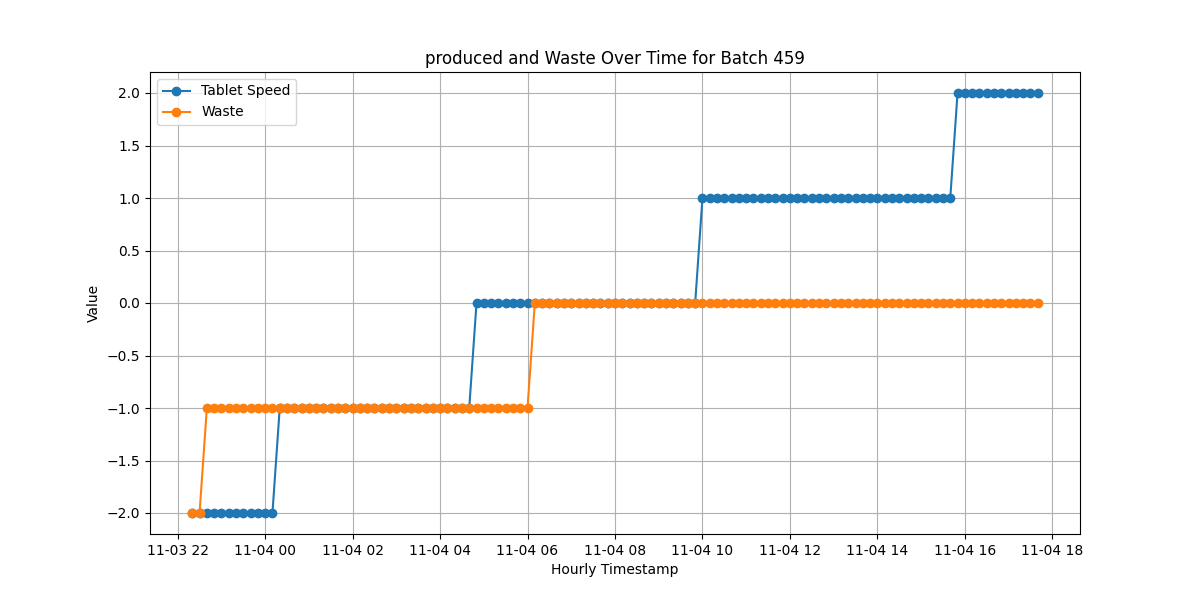 produced and Waste Over Time for Batch 459
Tablet Speed
Waste
2.0
1.5
1.0
0.5
0.0
−0.5
−1.0
−1.5
−2.0
Value
11-03 22 11-04 00 11-04 02 11-04 04 11-04 06 11-04 08 11-04 10 11-04 12 11-04 14 11-04 16 11-04 18
Hourly Timestamp